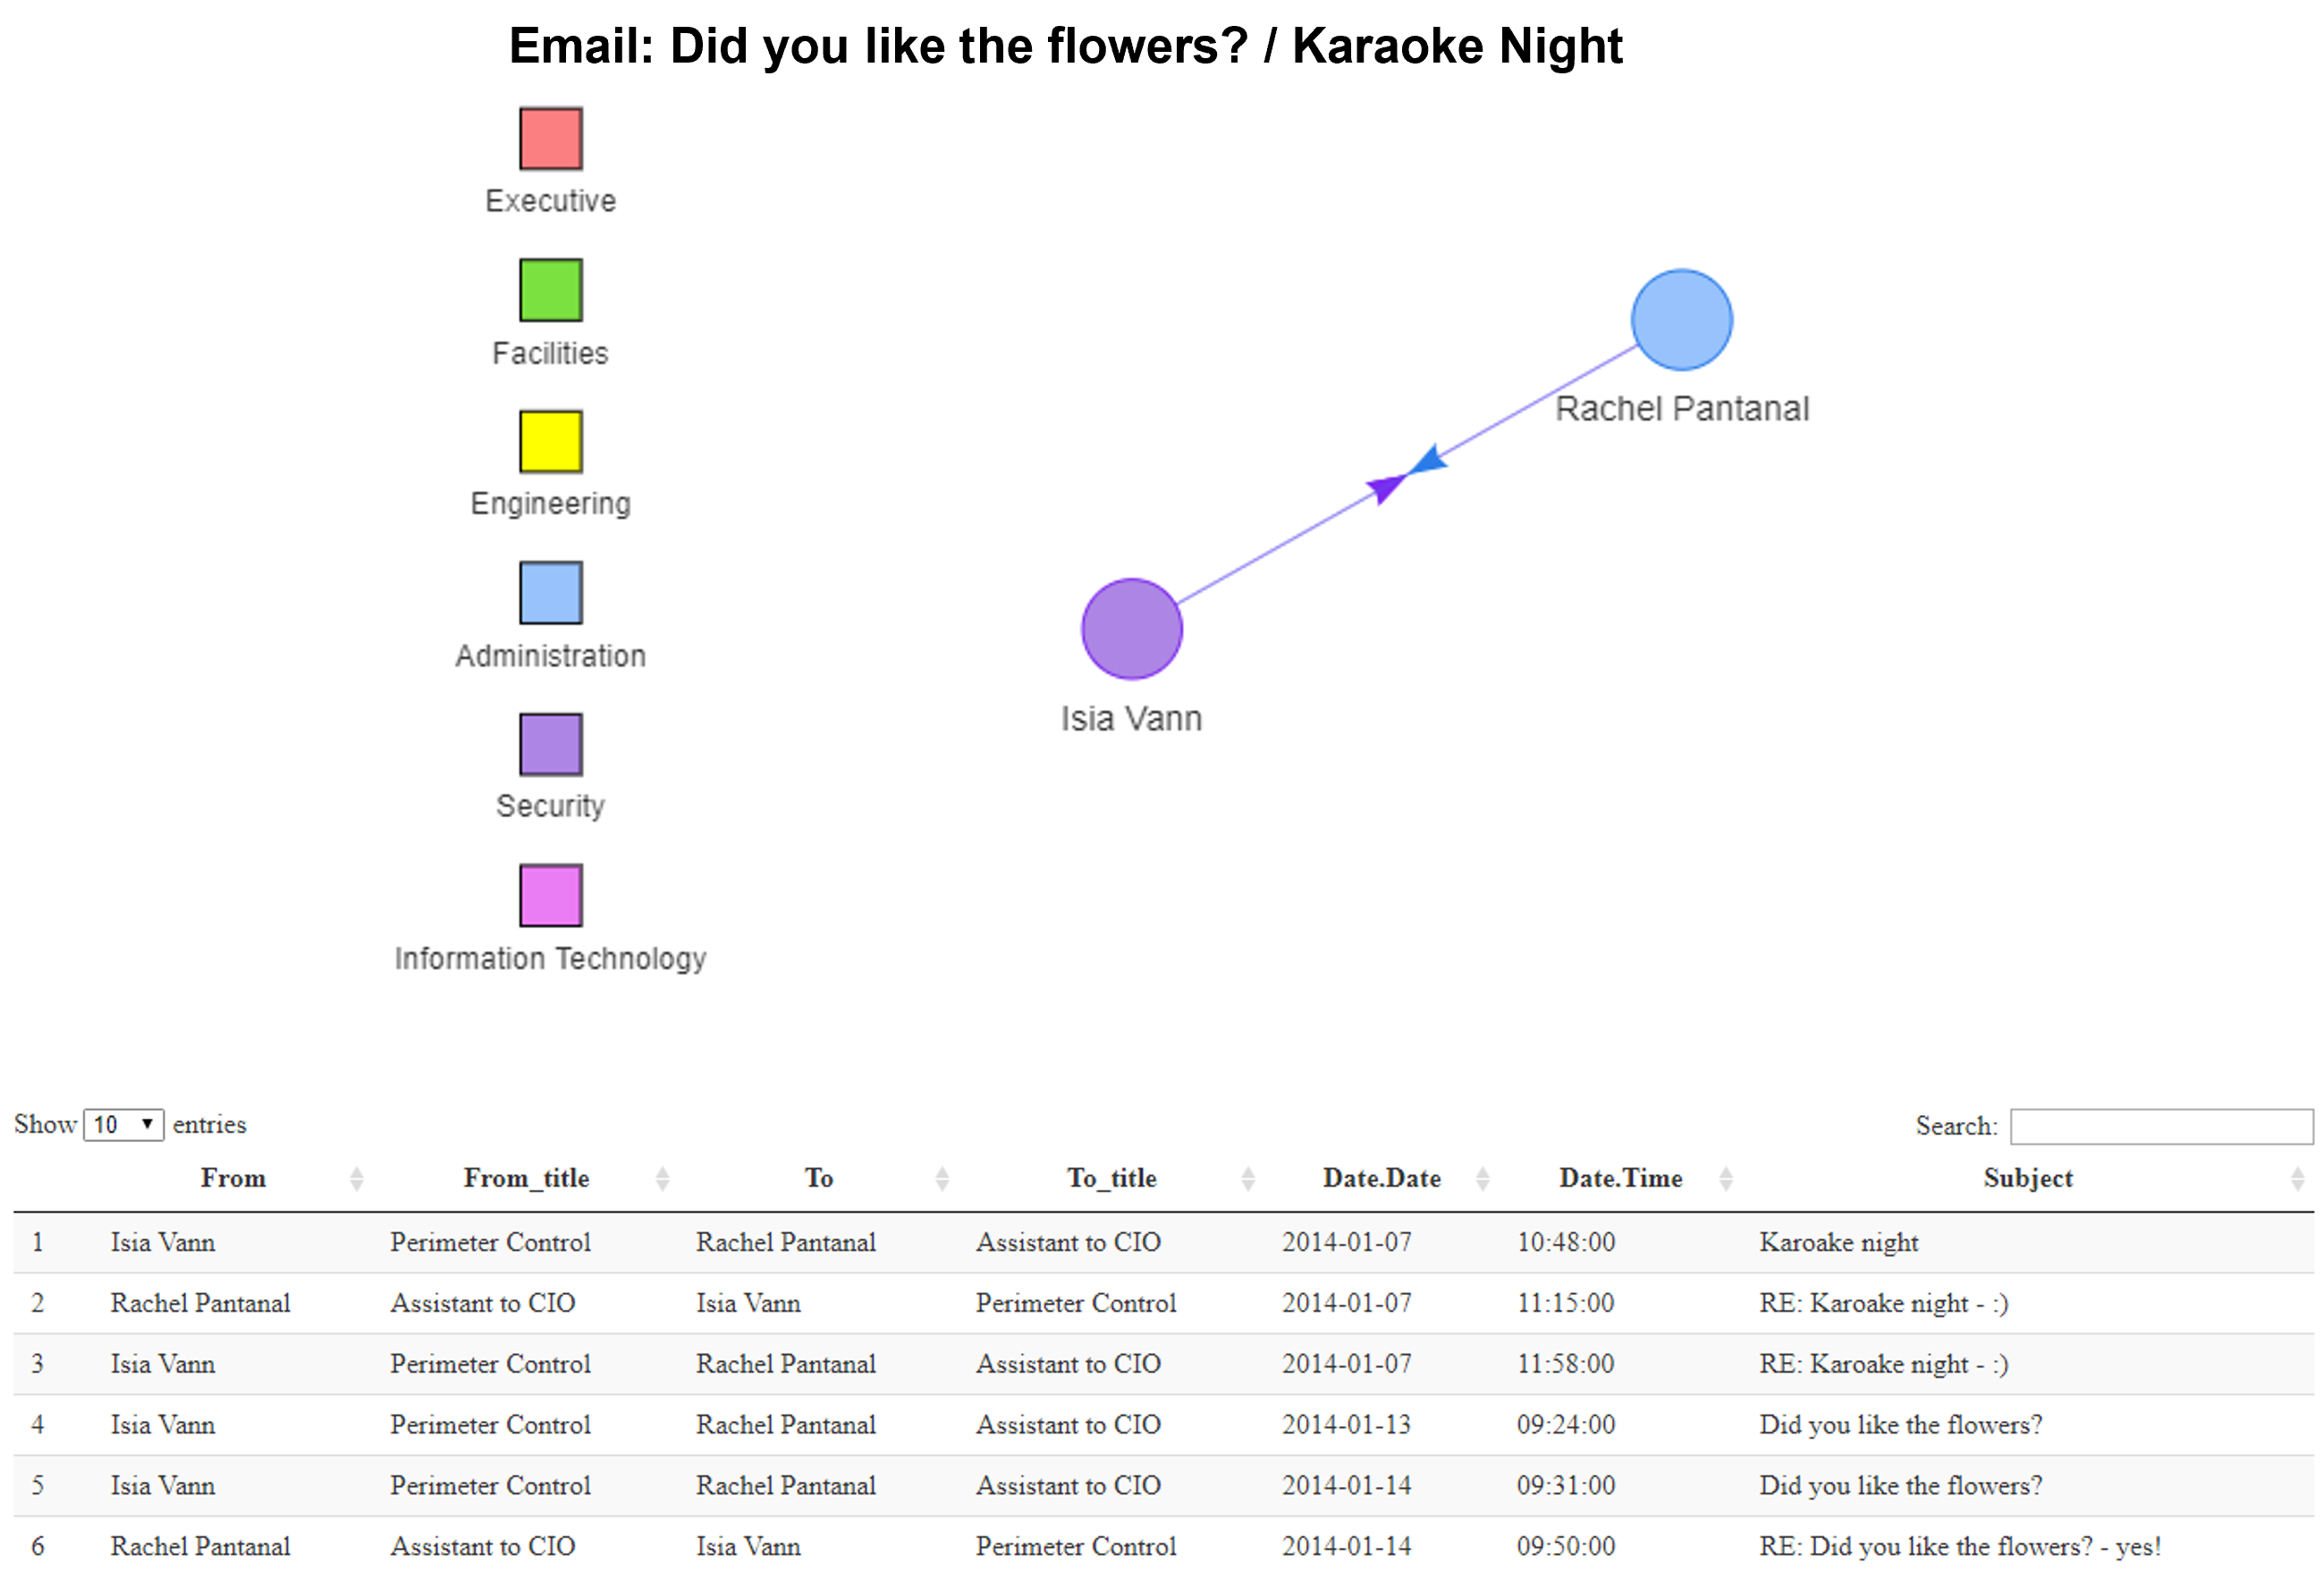 Email: Did you like the flowers? / Karaoke Night
Executive
Facilities
Engineering
Administration
Security
Information Technology
Rachel Pantanal
Isia Vann
Show 10 entries Search:
From From_title To To_title Date.Date Date.Time Subject
1 Isia Vann Perimeter Control Rachel Pantanal Assistant to CIO 2014-01-07 10:48:00 Karoake night
2 Rachel Pantanal Assistant to CIO Isia Vann Perimeter Control 2014-01-07 11:15:00 RE: Karoake night - :)
3 Isia Vann Perimeter Control Rachel Pantanal Assistant to CIO 2014-01-07 11:58:00 RE: Karoake night - :)
4 Isia Vann Perimeter Control Rachel Pantanal Assistant to CIO 2014-01-13 09:24:00 Did you like the flowers?
5 Isia Vann Perimeter Control Rachel Pantanal Assistant to CIO 2014-01-14 09:31:00 Did you like the flowers?
6 Rachel Pantanal Assistant to CIO Isia Vann Perimeter Control 2014-01-14 09:50:00 RE: Did you like the flowers? - yes!